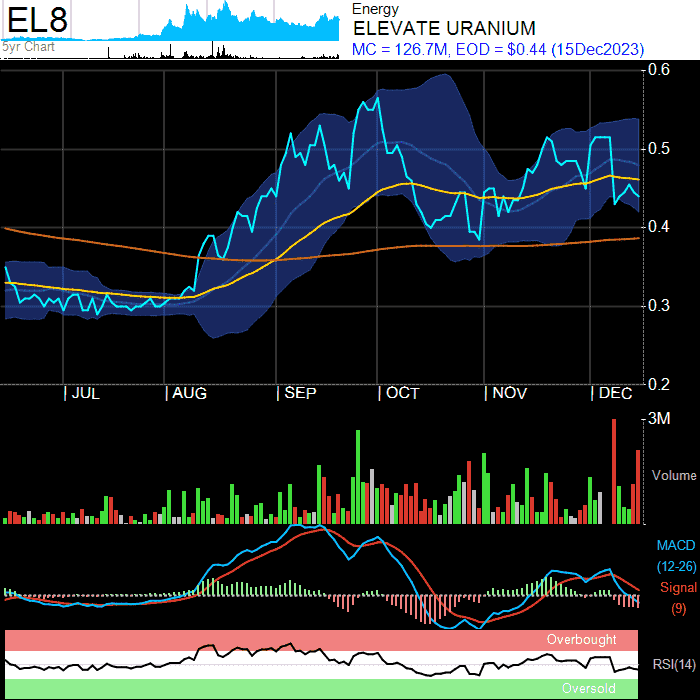 EL8
5yr Chart
Energy
ELEVATE URANIUM
MC = 126.7M, EOD = $0.44 (15Dec2023)
0.6
0.5
0.4
0.3
0.2
JUL
AUG
SEP
OCT
NOV
DEC
3M
Volume
MACD
(12-26)
Signal
(9)
Overbought
RSI(14)
Oversold